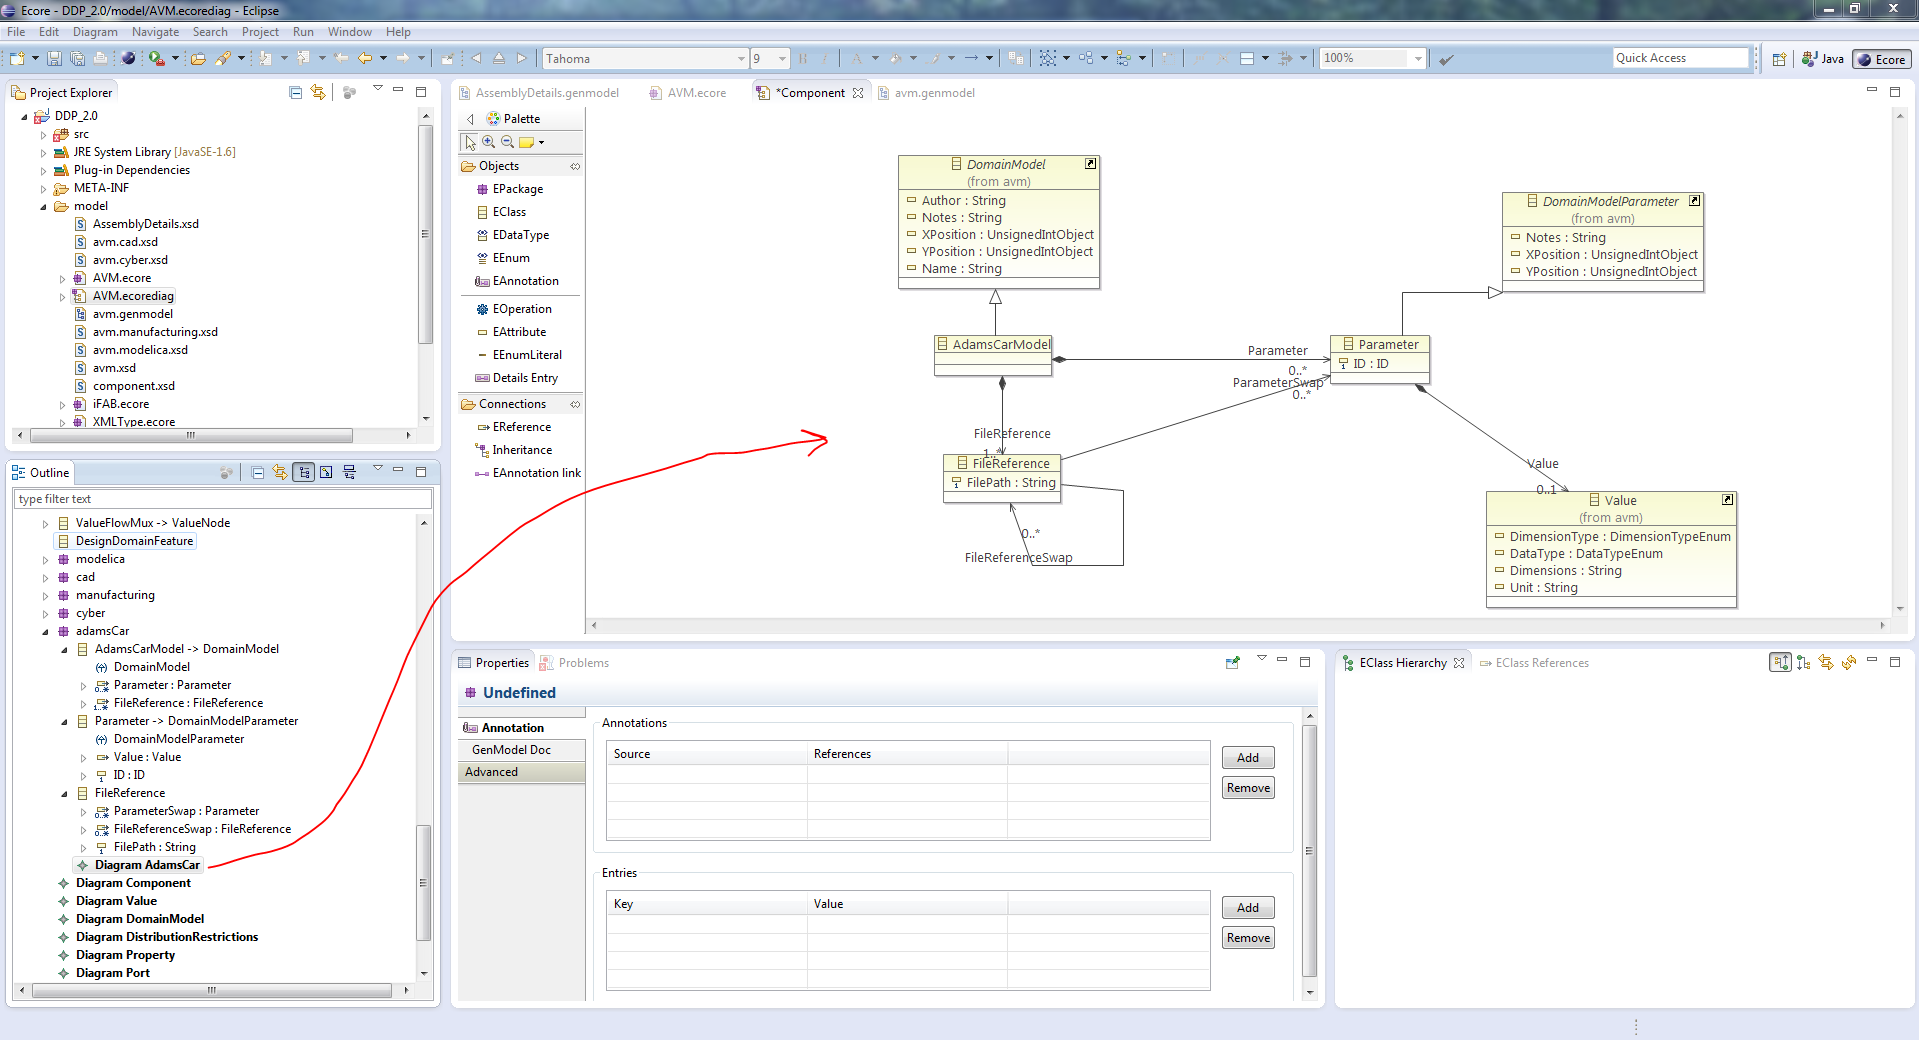 Ecore - DDP_2.0/model/AVM.ecorediag - Eclipse
File Edit Diagram Navigate Search Project Run Window Help
Tahoma 9 B I A 100% Quick Access Java Ecore
Project Explorer
DDP_2.0
src
JRE System Library [JavaSE-1.6]
Plug-in Dependencies
META-INF
model
AssemblyDetails.xsd
avm.cad.xsd
avm.cyber.xsd
AVM.ecore
AVM.ecorediag
avm.genmodel
avm.manufacturing.xsd
avm.modelica.xsd
avm.xsd
component.xsd
iFAB.ecore
XMLType.ecore
Outline
type filter text
ValueFlowMux -> ValueNode
DesignDomainFeature
modelica
cad
manufacturing
cyber
adamsCar
AdamsCarModel -> DomainModel
DomainModel
Parameter : Parameter
FileReference : FileReference
Parameter -> DomainModelParameter
DomainModelParameter
Value : Value
ID : ID
FileReference
ParameterSwap : Parameter
FileReferenceSwap : FileReference
FilePath : String
Diagram AdamsCar
Diagram Component
Diagram Value
Diagram DomainModel
Diagram DistributionRestrictions
Diagram Property
Diagram Port
AssemblyDetails.genmodel AVM.ecore *Component avm.genmodel
Palette
Objects
EPackage
EClass
EDataType
EEnum
EAnnotation
EOperation
EAttribute
EEnumLiteral
Details Entry
Connections
EReference
Inheritance
EAnnotation link
DomainModel
(from avm)
Author : String
Notes : String
XPosition : UnsignedIntObject
YPosition : UnsignedIntObject
Name : String
DomainModelParameter
(from avm)
Notes : String
XPosition : UnsignedIntObject
YPosition : UnsignedIntObject
AdamsCarModel
Parameter
0..*
ParameterSwap
0..*
Parameter
ID : ID
FileReference
1..*
FileReference
FilePath : String
0..*
FileReferenceSwap
Value
0..1
Value
(from avm)
DimensionType : DimensionTypeEnum
DataType : DataTypeEnum
Dimensions : String
Unit : String
Properties Problems
Undefined
Annotation
GenModel Doc
Advanced
Annotations
Source References
Add
Remove
Entries
Key Value
Add
Remove
EClass Hierarchy EClass References